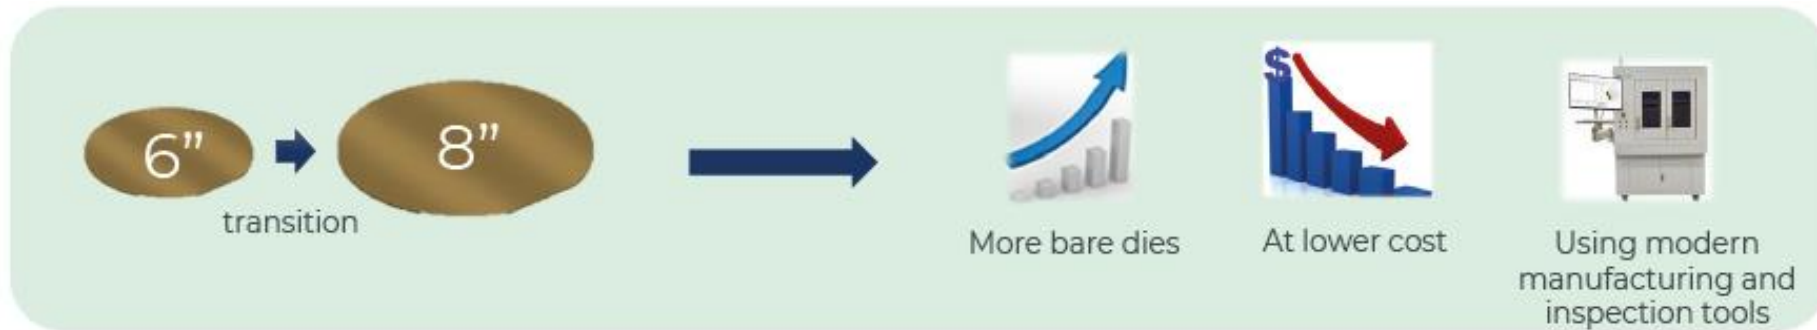 6”
8”
transition
More bare dies
$
At lower cost
Using modern
manufacturing and
inspection tools